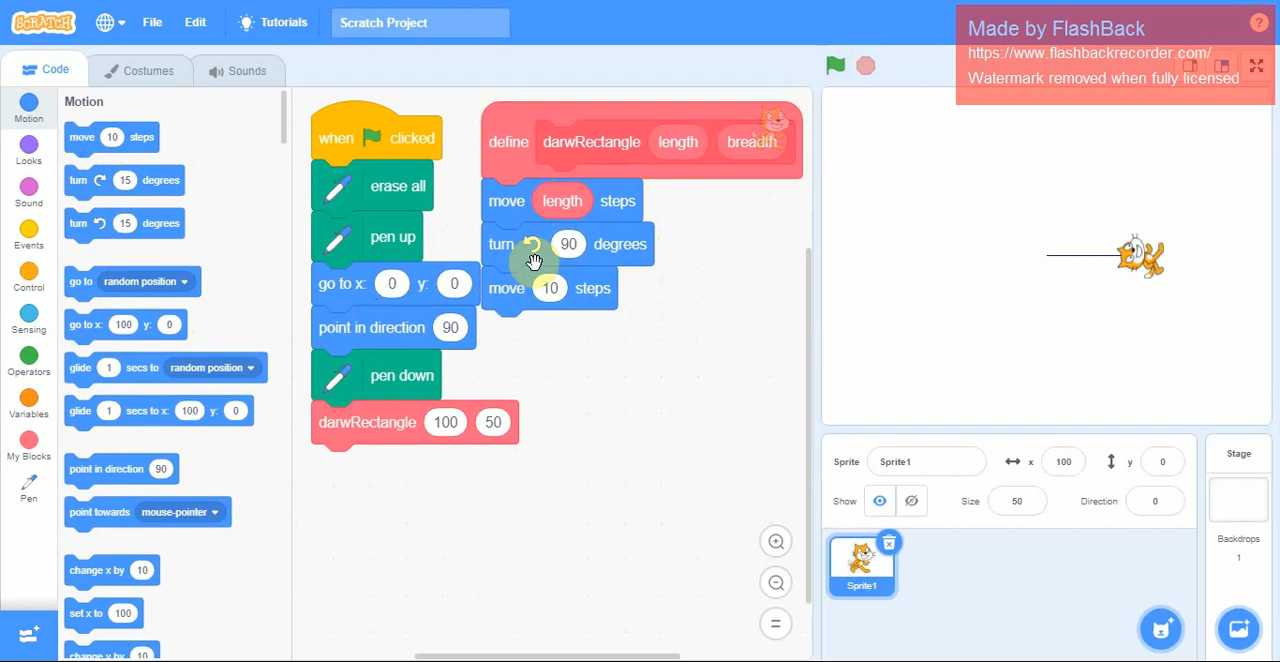 SCRATCH File Edit Tutorials Scratch Project
Made by FlashBack
https://www.flashbackrecorder.com/
Watermark removed when fully licensed
?
Code Costumes Sounds
Motion
Looks
Sound
Events
Control
Sensing
Operators
Variables
My Blocks
Pen
Motion
move 10 steps
turn 15 degrees
turn 15 degrees
go to random position
go to x: 100 y: 0
glide 1 secs to random position
glide 1 secs to x: 100 y: 0
point in direction 90
point towards mouse-pointer
change x by 10
set x to 100
change y by 10
when clicked
erase all
pen up
go to x: 0 y: 0
point in direction 90
pen down
darwRectangle 100 50
define darwRectangle length breadth
move length steps
turn 90 degrees
move 10 steps
Sprite Sprite1 x 100 y 0
Show Size 50 Direction 0
Sprite1
Stage
Backdrops
1